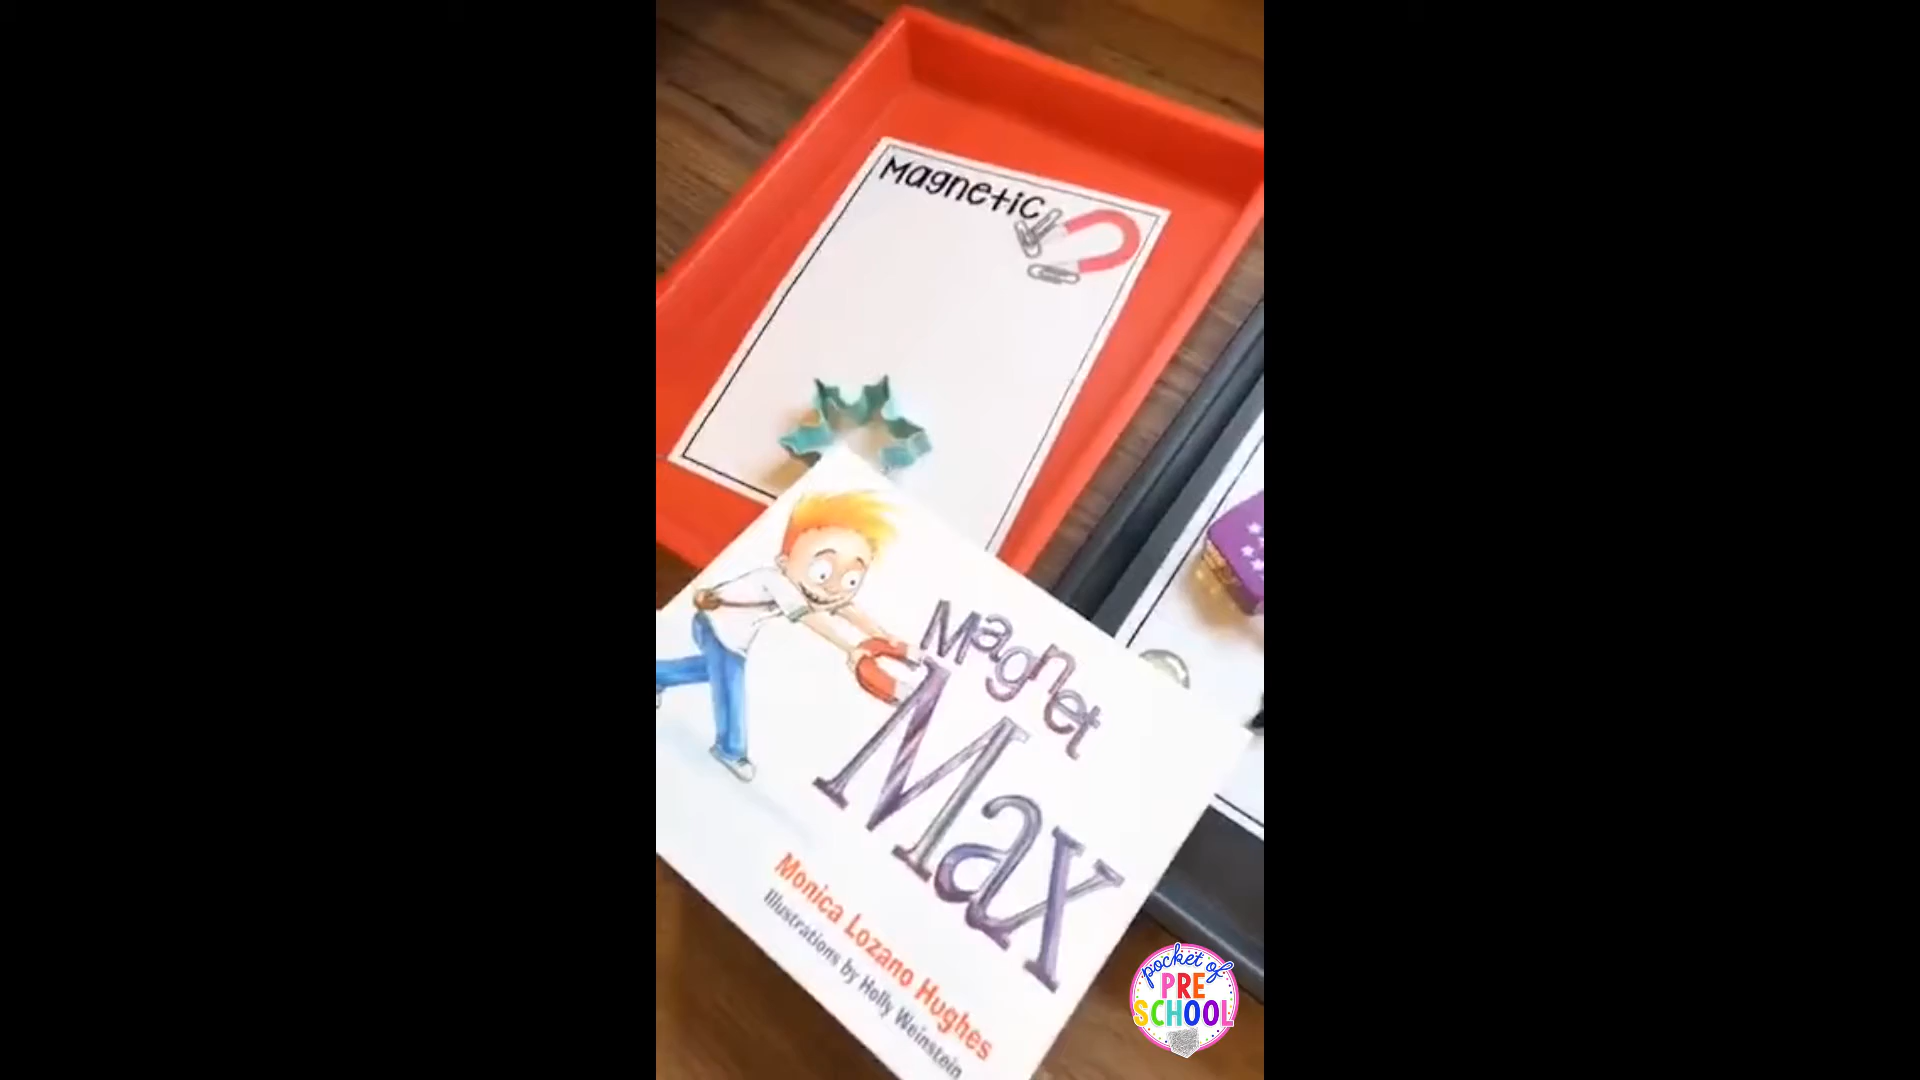 Magnetic
Magnet
Max
Monica Lozano Hughes
Illustrations by Holly Weinstein
pocket of
PRE
SCHOOL